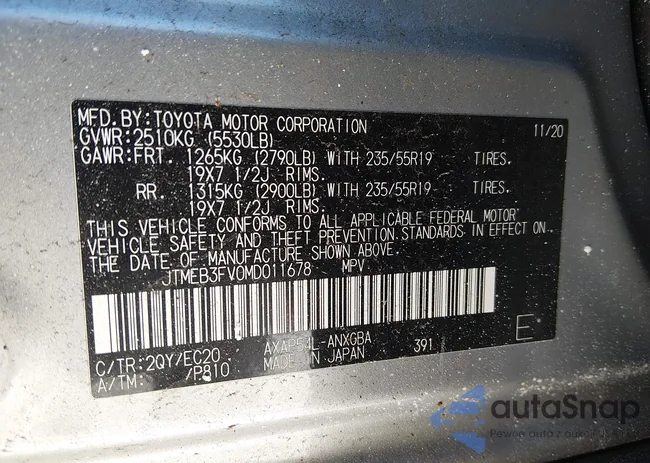 MFD.BY:TOYOTA MOTOR CORPORATION 11/20
GVWR:2510KG (5530LB)
GAWR:FRT. 1265KG (2790LB) WITH 235/55R19 TIRES.
19X7 1/2J RIMS.
RR. 1315KG (2900LB) WITH 235/55R19 TIRES.
19X7 1/2J RIMS.
THIS VEHICLE CONFORMS TO ALL APPLICABLE FEDERAL MOTOR
VEHICLE SAFETY AND THEFT PREVENTION STANDARDS IN EFFECT ON
THE DATE OF MANUFACTURE SHOWN ABOVE.
JTMEB3FV0MD011678 MPV
C/TR:2QY/EC20 AXAP54L-ANXGBA 391 E
A/TM: /P810 MADE IN JAPAN
autaSnap
Pewne auta z aukcji